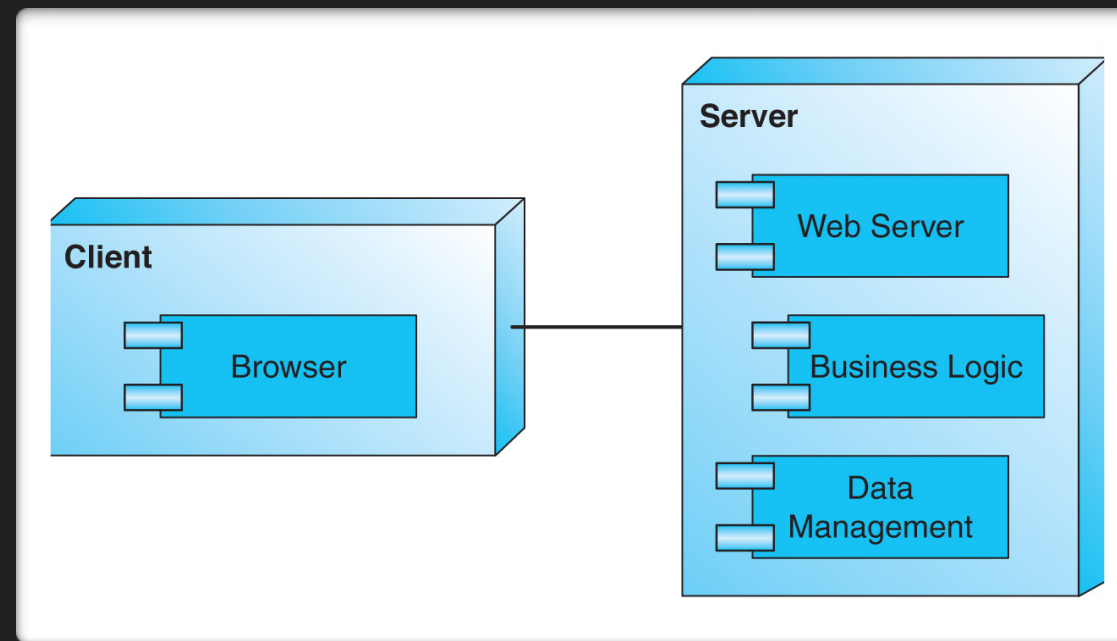 Client
Browser
Server
Web Server
Business Logic
Data
Management